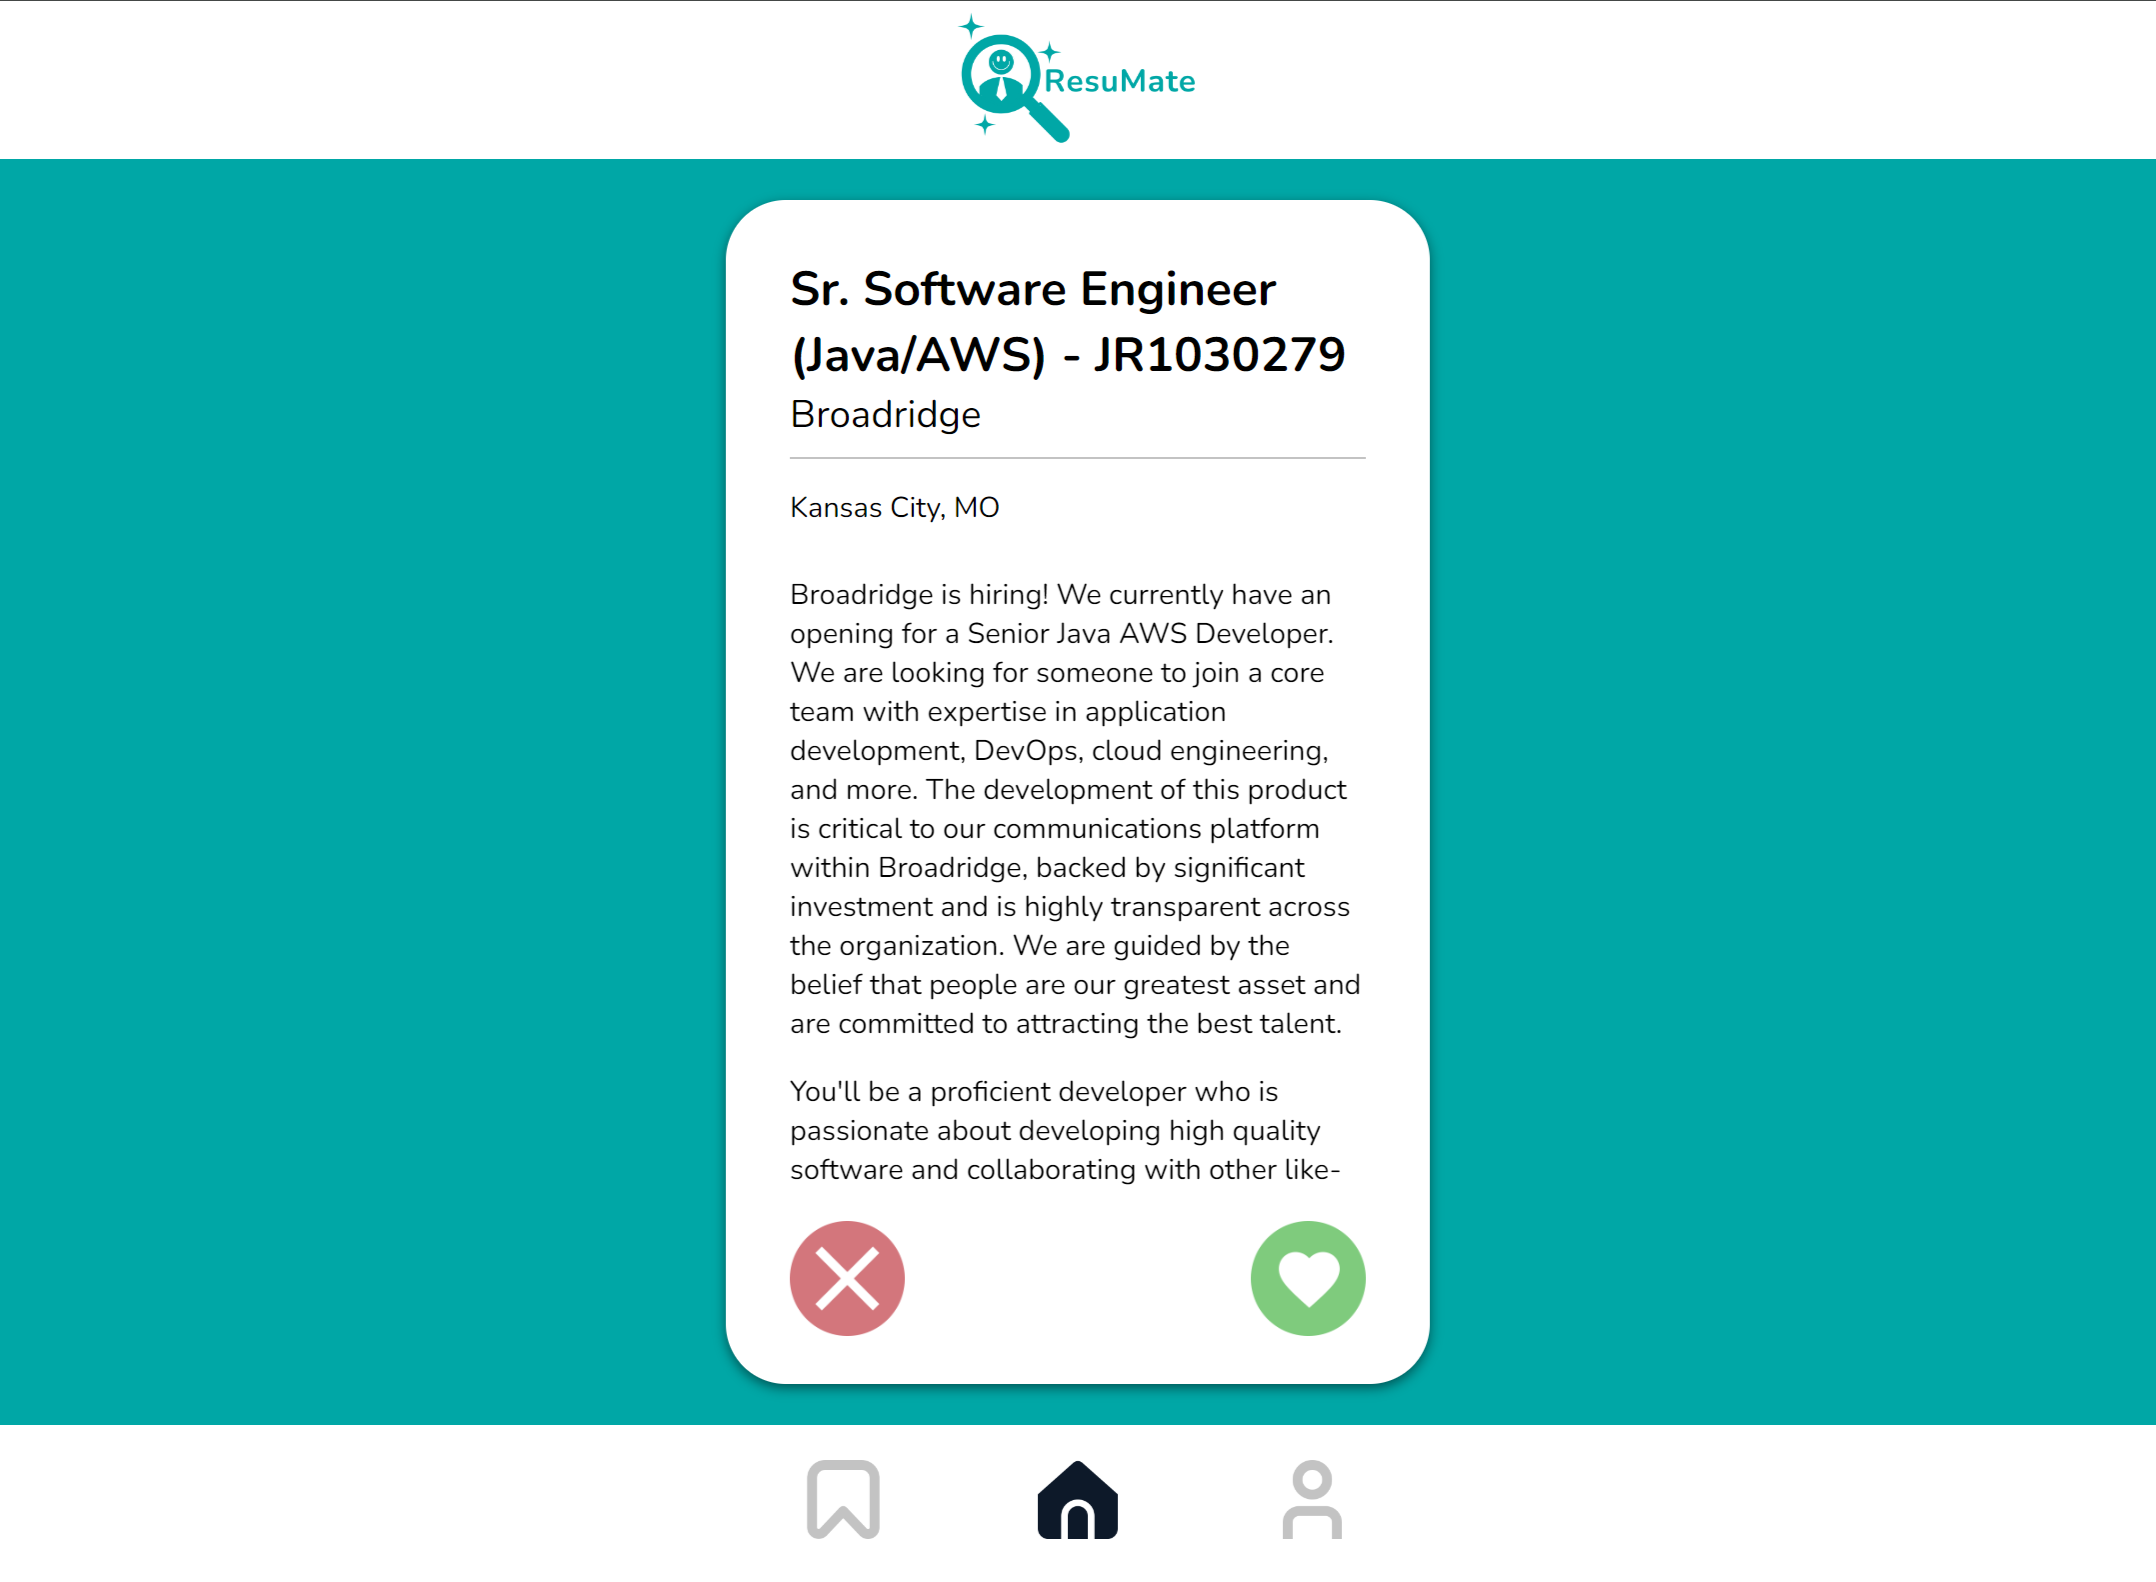 ResuMate
Sr. Software Engineer
(Java/AWS) - JR1030279
Broadridge
Kansas City, MO
Broadridge is hiring! We currently have an
opening for a Senior Java AWS Developer.
We are looking for someone to join a core
team with expertise in application
development, DevOps, cloud engineering,
and more. The development of this product
is critical to our communications platform
within Broadridge, backed by significant
investment and is highly transparent across
the organization. We are guided by the
belief that people are our greatest asset and
are committed to attracting the best talent.
You'll be a proficient developer who is
passionate about developing high quality
software and collaborating with other like-